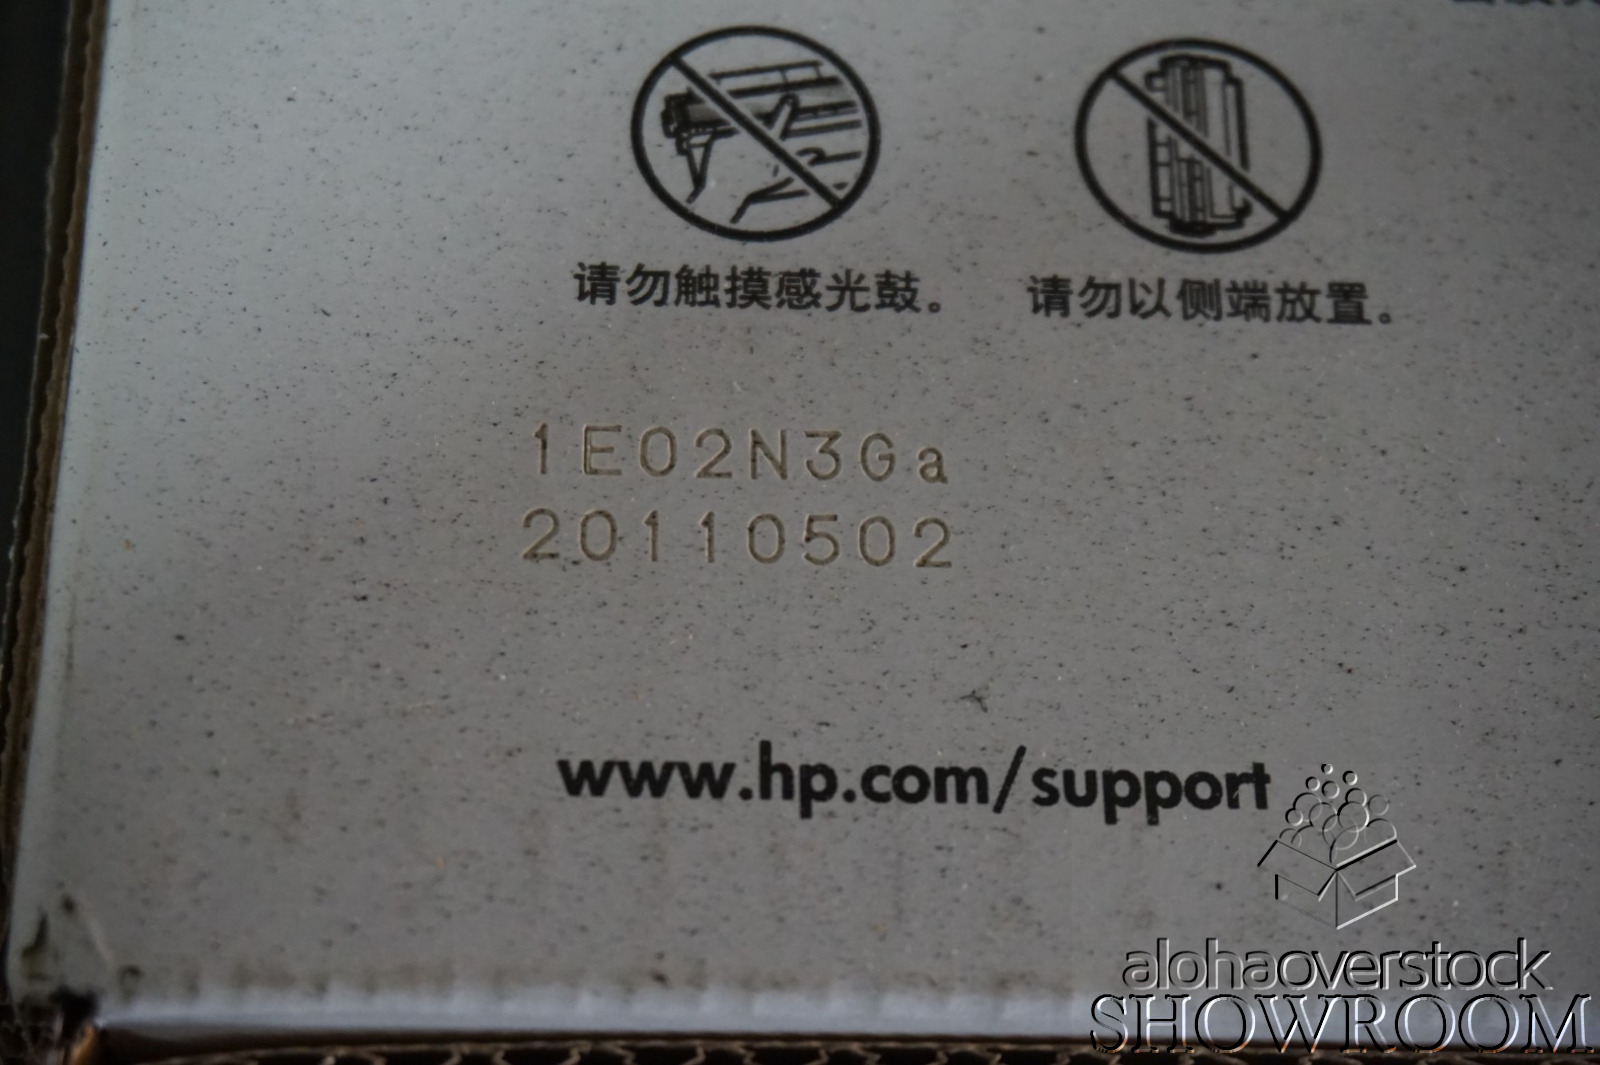 请勿触摸感光鼓。 请勿以侧端放置。
1E02N3Ga
20110502
www.hp.com/support
alohaoverstock
SHOWROOM